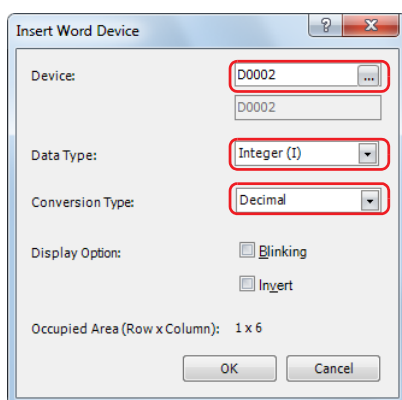 Insert Word Device
?
Device: D0002 ...
D0002
Data Type: Integer (I)
Conversion Type: Decimal
Display Option: Blinking
Invert
Occupied Area (Row x Column): 1 x 6
OK Cancel